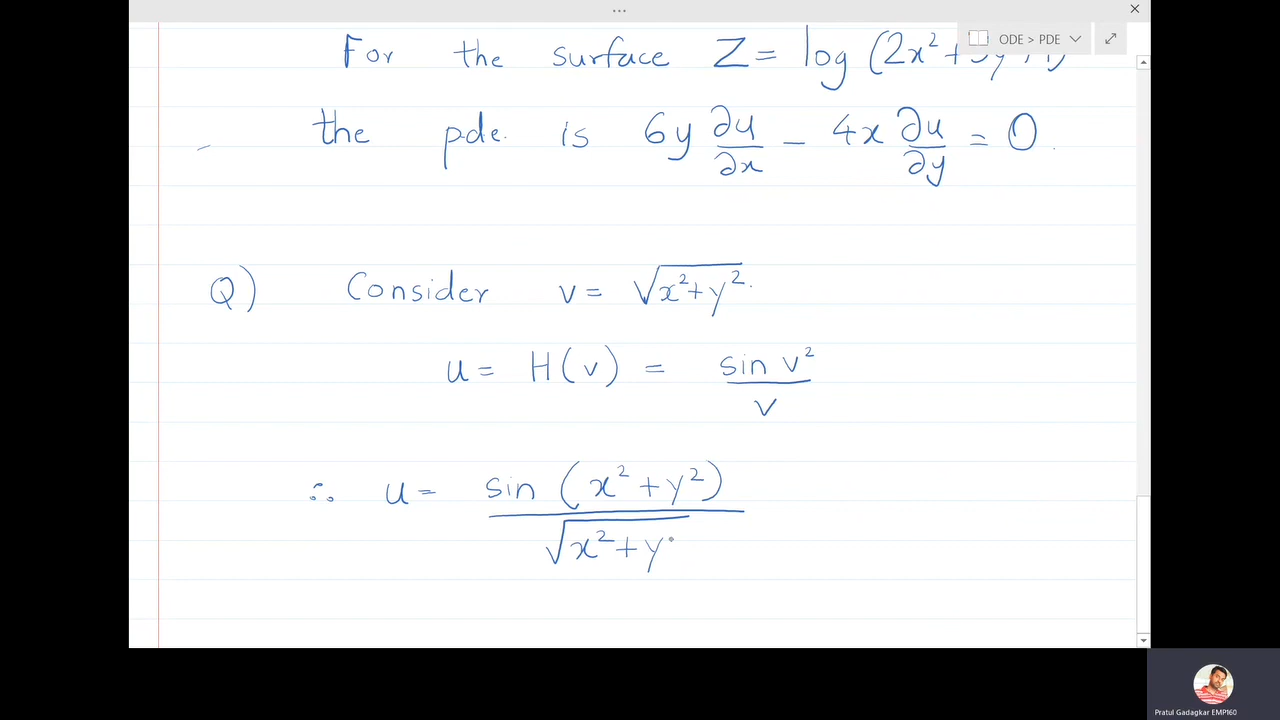 ODE > PDE
For the surface Z = log (2x² +
the pde. is 6y ∂u/∂x − 4x ∂u/∂y = 0.
Q) Consider v = √x²+y².
u = H(v) = sin v² / v
∴ u = sin (x² + y²) / √x² + y
Pratul Gadagkar EMP160